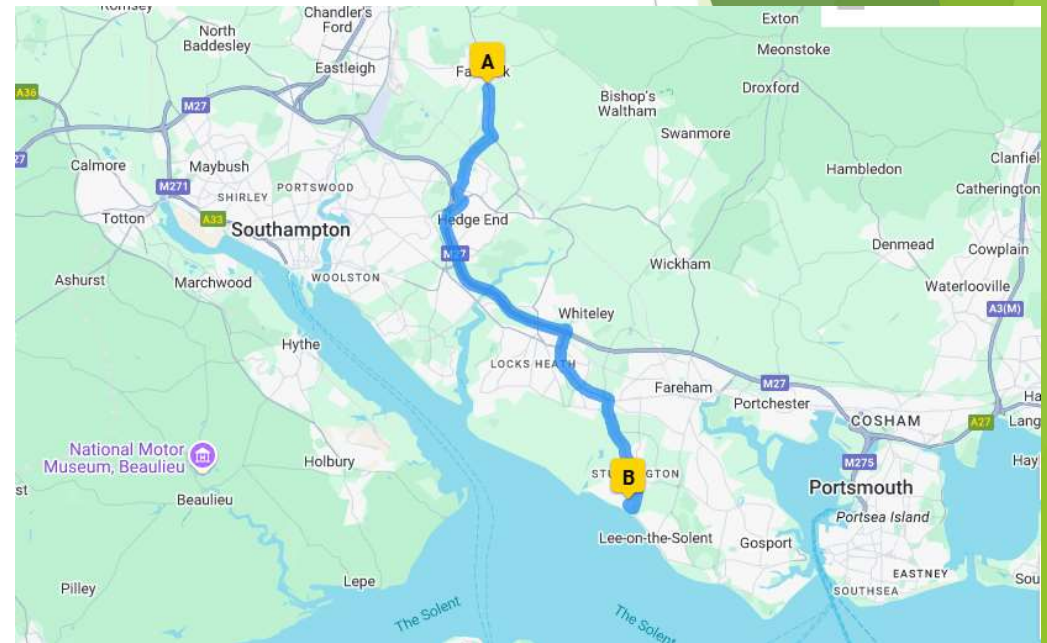 Chandler's
Ford
Exton
North
Baddesley
Meonstoke
Eastleigh
A
Droxford
A36
M27
Bishop's
Waltham
Swanmore
27
Calmore
Maybush
Hambledon
M271
SHIRLEY
PORTSWOOD
Catherington
Totton
A33
Southampton
Hedge End
Denmead
Cowplain
M27
Ashurst
Marchwood
WOOLSTON
Wickham
Waterlooville
A3(M)
Whiteley
Hythe
LOCKS HEATH
Fareham
M27
Portchester
COSHAM
A27
National Motor
Museum, Beaulieu
Holbury
B
M275
Beaulieu
Portsmouth
Portsea Island
Lee-on-the-Solent
Gosport
EASTNEY
Pilley
Lepe
SOUTHSEA
The Solent
The Solent